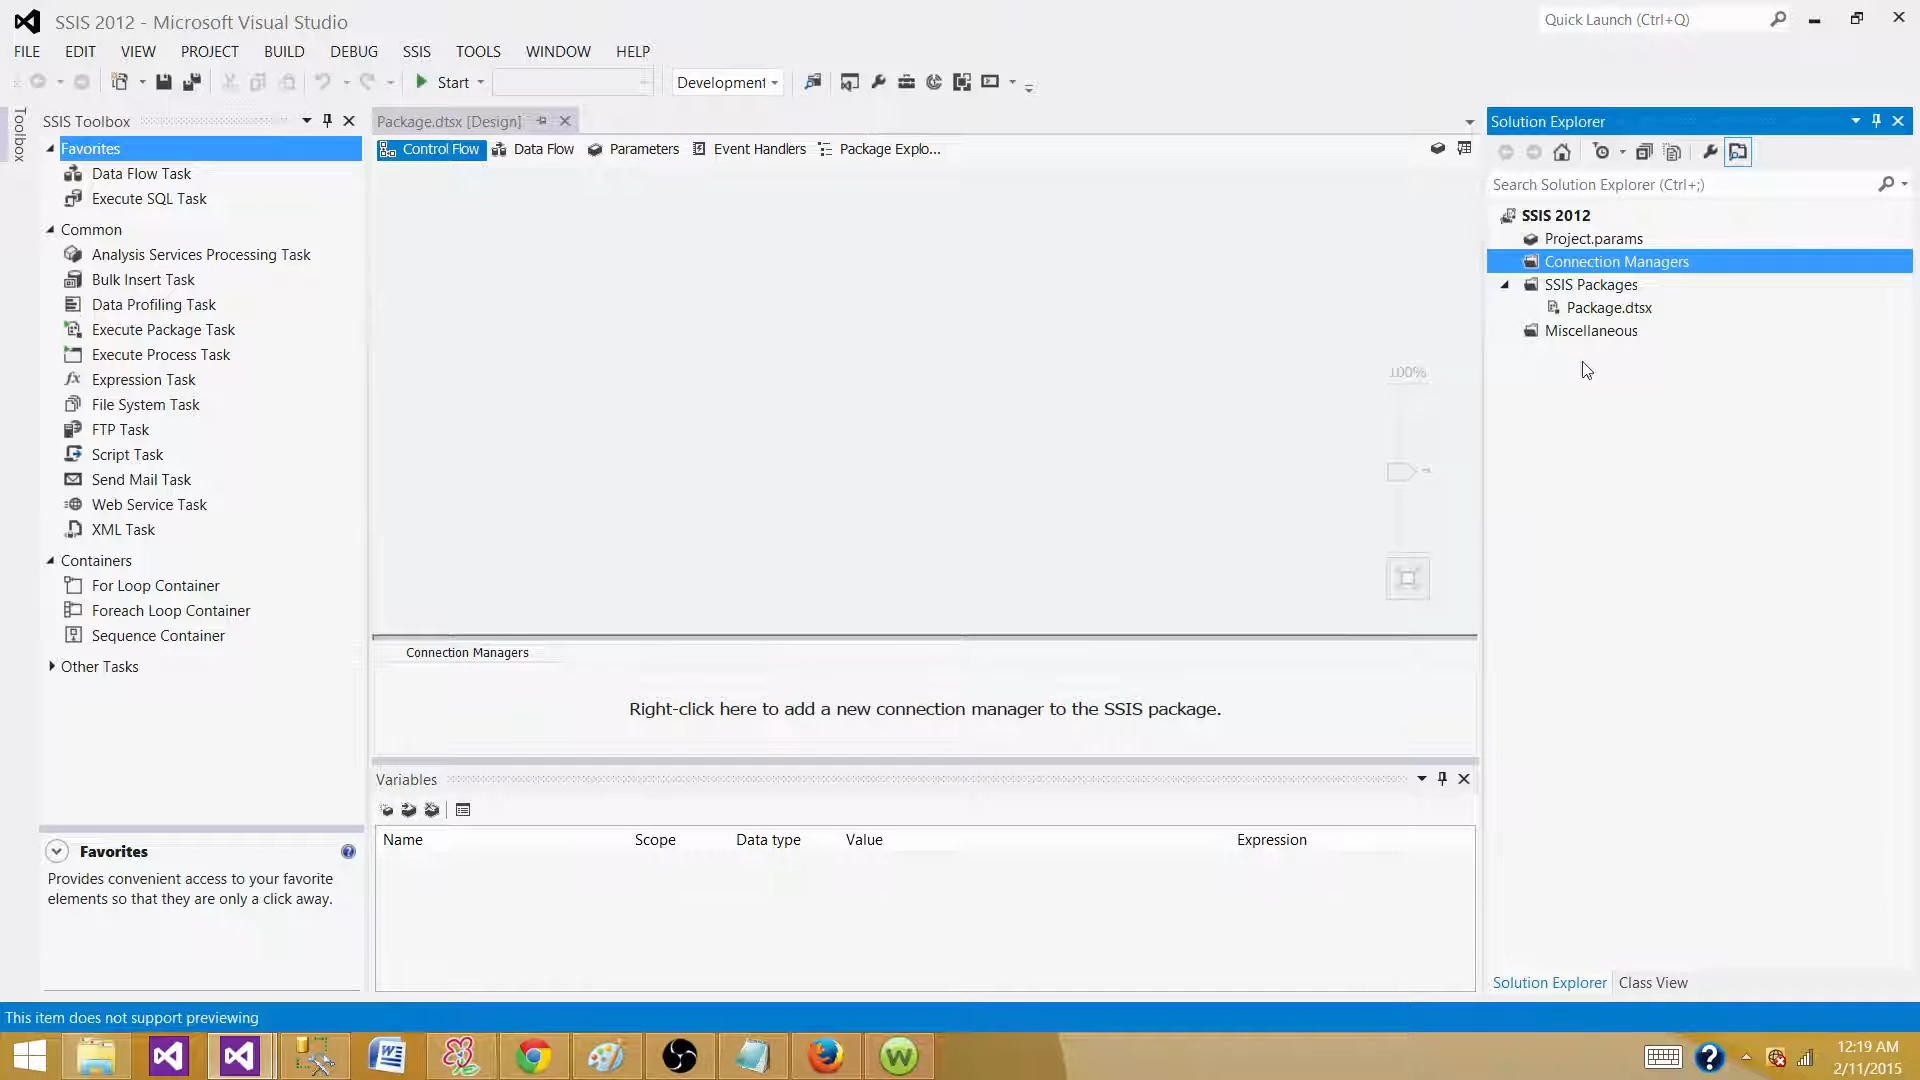 SSIS 2012 - Microsoft Visual Studio
Quick Launch (Ctrl+Q)
FILE EDIT VIEW PROJECT BUILD DEBUG SSIS TOOLS WINDOW HELP
Start
Development
Toolbox
SSIS Toolbox
Favorites
Data Flow Task
Execute SQL Task
Common
Analysis Services Processing Task
Bulk Insert Task
Data Profiling Task
Execute Package Task
Execute Process Task
Expression Task
File System Task
FTP Task
Script Task
Send Mail Task
Web Service Task
XML Task
Containers
For Loop Container
Foreach Loop Container
Sequence Container
Other Tasks
Favorites
Provides convenient access to your favorite
elements so that they are only a click away.
Package.dtsx [Design]
Control Flow Data Flow Parameters Event Handlers Package Explo...
100%
Connection Managers
Right-click here to add a new connection manager to the SSIS package.
Variables
Name Scope Data type Value Expression
Solution Explorer
Search Solution Explorer (Ctrl+;)
SSIS 2012
Project.params
Connection Managers
SSIS Packages
Package.dtsx
Miscellaneous
Solution Explorer Class View
This item does not support previewing
12:19 AM
2/11/2015